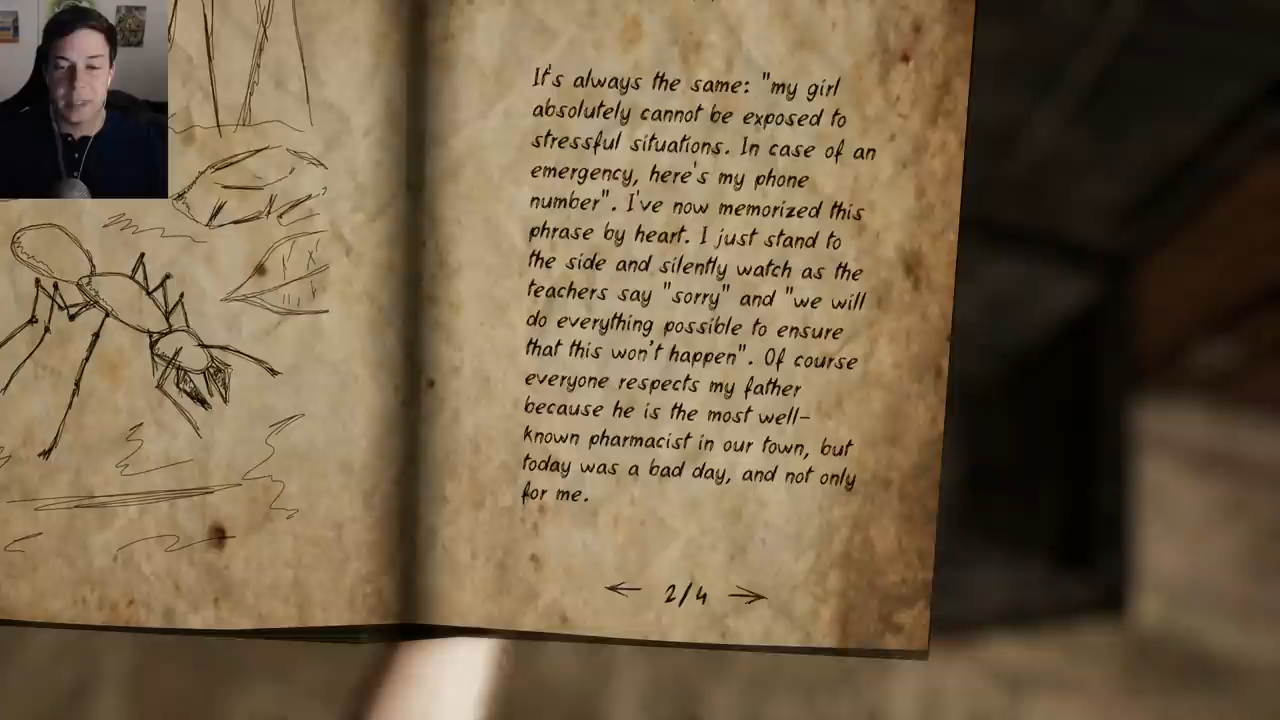 It's always the same: "my girl
absolutely cannot be exposed to
stressful situations. In case of an
emergency, here's my phone
number". I've now memorized this
phrase by heart. I just stand to
the side and silently watch as the
teachers say "sorry" and "we will
do everything possible to ensure
that this won't happen". Of course
everyone respects my father
because he is the most well-
known pharmacist in our town, but
today was a bad day, and not only
for me.
2/4